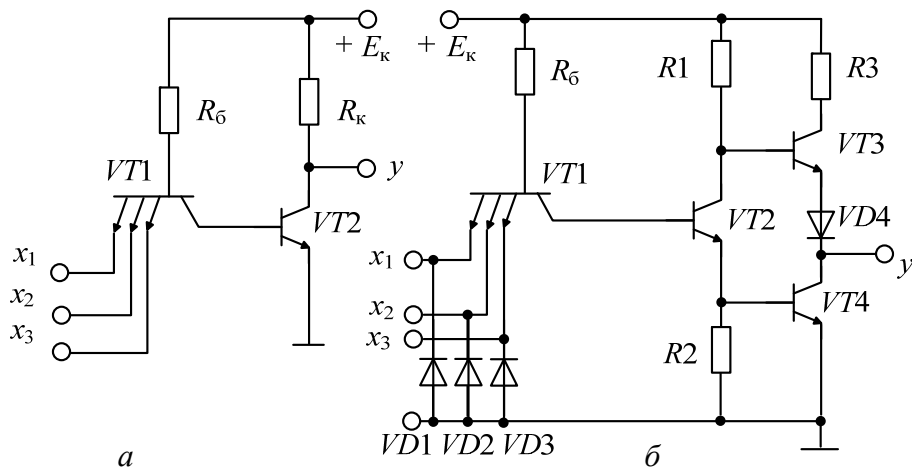 + Eк
+ Eк
Rб
Rк
Rб
R1
R3
VT1
y
VT1
VT3
VT2
VT2
VD4
x1
x1
y
x2
x2
VT4
x3
x3
R2
VD1 VD2 VD3
а
б